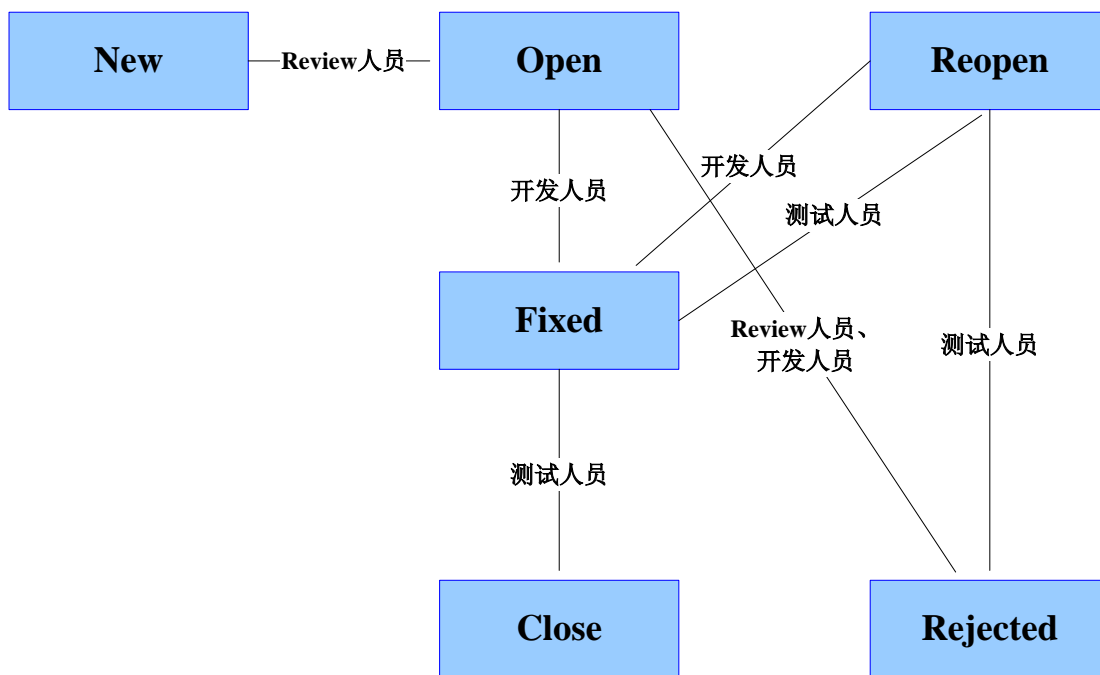 New
Review人员
Open
Reopen
开发人员
开发人员
测试人员
Fixed
Review人员、
开发人员
测试人员
测试人员
Close
Rejected